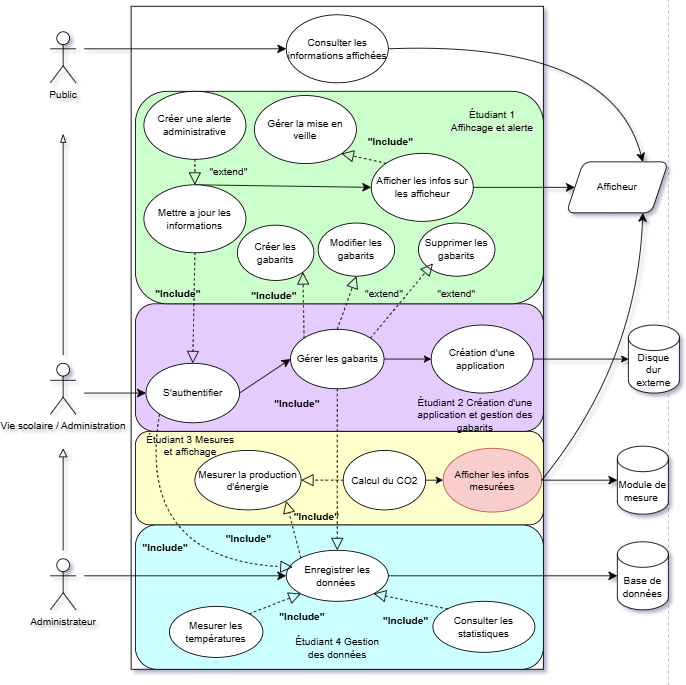 Consulter les
informations affichées
Public
Créer une alerte
administrative
Gérer la mise en
veille
Étudiant 1
Affihcage et alerte
"Include"
"extend"
Afficher les infos sur
les afficheur
Afficheur
Mettre a jour les
informations
Créer les
gabarits
Modifier les
gabarits
Supprimer les
gabarits
"Include"
"Include"
"extend"
"extend"
Gérer les gabarits
Création d'une
application
Disque
dur
externe
S'authentifier
"Include"
Vie scolaire / Administration
Étudiant 2 Création d'une
application et gestion des
gabarits
Étudiant 3 Mesures
et affichage
Mesurer la production
d'énergie
Calcul du CO2
Afficher les infos
mesurées
Module de
mesure
"Include"
"Include"
"Include"
Enregistrer les
données
Base de
données
Administrateur
Mesurer les
températures
"Include"
"Include"
Consulter les
statistiques
Étudiant 4 Gestion
des données